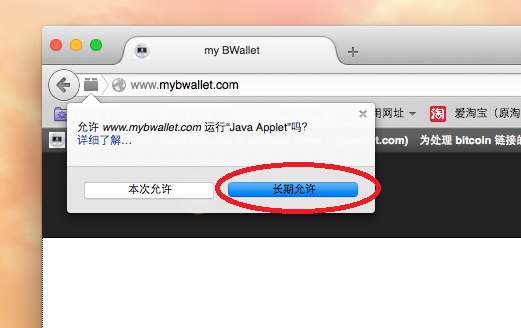 my BWallet
www.mybwallet.com
用网址
淘 爱淘宝（原淘
允许 www.mybwallet.com 运行“Java Applet”吗?
详细了解…
et.com) 为处理 bitcoin 链接的
本次允许
长期允许